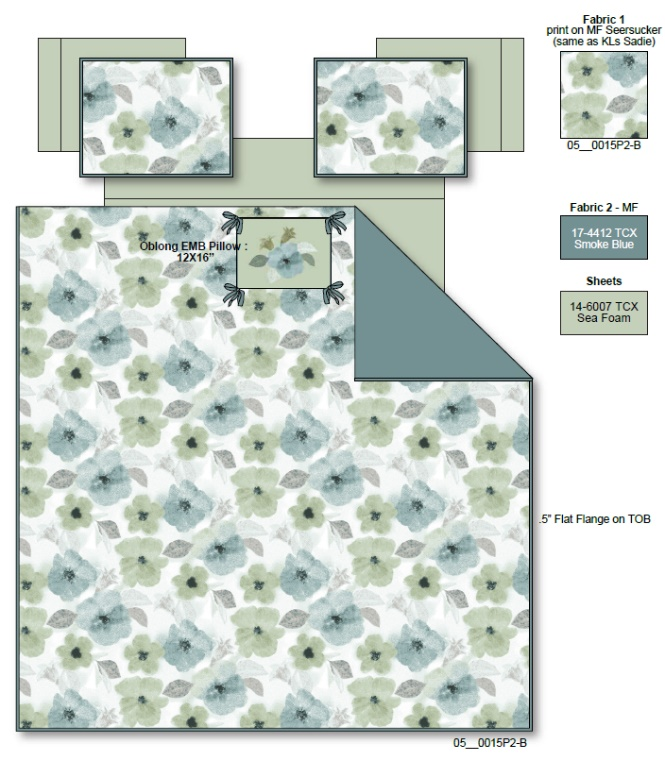 Fabric 1
print on MF Seersucker
(same as KLs Sadie)
05__0015P2-B
Fabric 2 - MF
17-4412 TCX
Smoke Blue
Sheets
14-6007 TCX
Sea Foam
Oblong EMB Pillow :
12X16"
.5" Flat Flange on TOB
05__0015P2-B